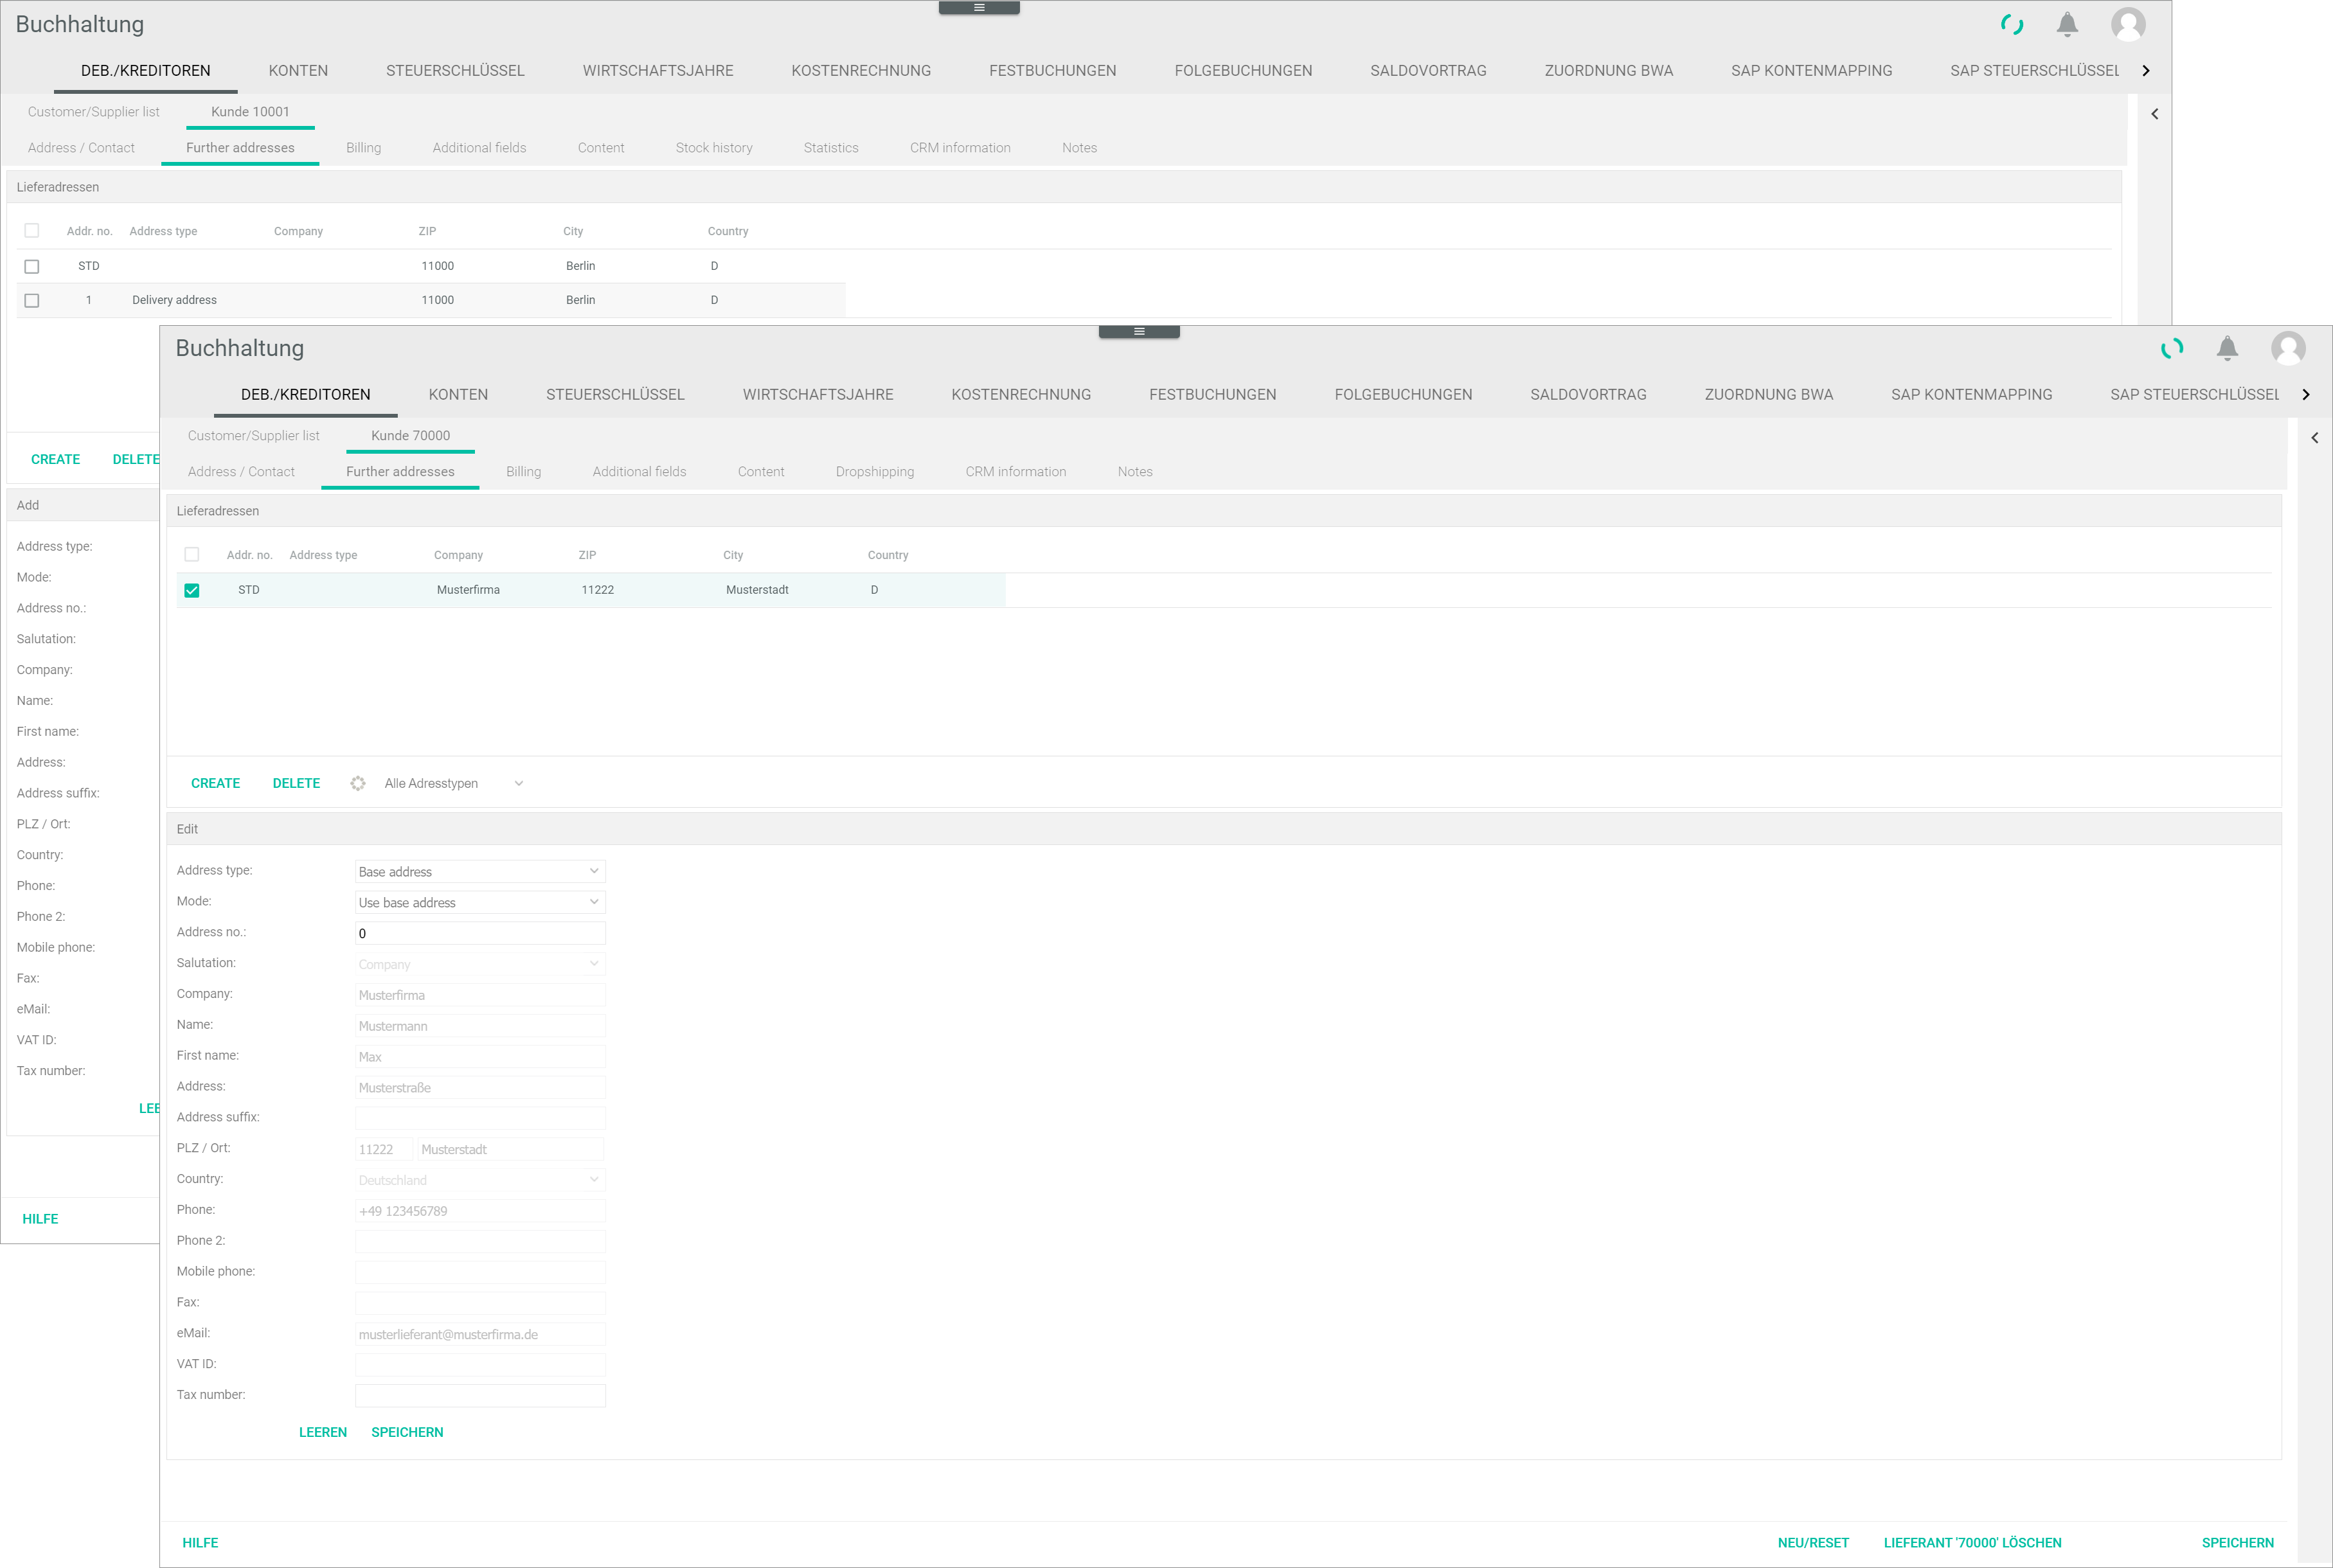 Buchhaltung
DEB./KREDITOREN KONTEN STEUERSCHLÜSSEL WIRTSCHAFTSJAHRE KOSTENRECHNUNG FESTBUCHUNGEN FOLGEBUCHUNGEN SALDOVORTRAG ZUORDNUNG BWA SAP KONTENMAPPING SAP STEUERSCHLÜSSEL
Customer/Supplier list Kunde 10001
Address / Contact Further addresses Billing Additional fields Content Stock history Statistics CRM information Notes
Lieferadressen
Addr. no. Address type Company ZIP City Country
STD 11000 Berlin D
1 Delivery address 11000 Berlin D
CREATE DELETE
Add
Address type:
Mode:
Address no.:
Salutation:
Company:
Name:
First name:
Address:
Address suffix:
PLZ / Ort:
Country:
Phone:
Phone 2:
Mobile phone:
Fax:
eMail:
VAT ID:
Tax number:
LEE
HILFE
Buchhaltung
DEB./KREDITOREN KONTEN STEUERSCHLÜSSEL WIRTSCHAFTSJAHRE KOSTENRECHNUNG FESTBUCHUNGEN FOLGEBUCHUNGEN SALDOVORTRAG ZUORDNUNG BWA SAP KONTENMAPPING SAP STEUERSCHLÜSSEL
Customer/Supplier list Kunde 70000
Address / Contact Further addresses Billing Additional fields Content Dropshipping CRM information Notes
Lieferadressen
Addr. no. Address type Company ZIP City Country
STD Musterfirma 11222 Musterstadt D
CREATE DELETE Alle Adresstypen
Edit
Address type: Base address
Mode: Use base address
Address no.: 0
Salutation: Company
Company: Musterfirma
Name: Mustermann
First name: Max
Address: Musterstraße
Address suffix:
PLZ / Ort: 11222 Musterstadt
Country: Deutschland
Phone: +49 123456789
Phone 2:
Mobile phone:
Fax:
eMail: musterlieferant@musterfirma.de
VAT ID:
Tax number:
LEEREN SPEICHERN
HILFE NEU/RESET LIEFERANT '70000' LÖSCHEN SPEICHERN